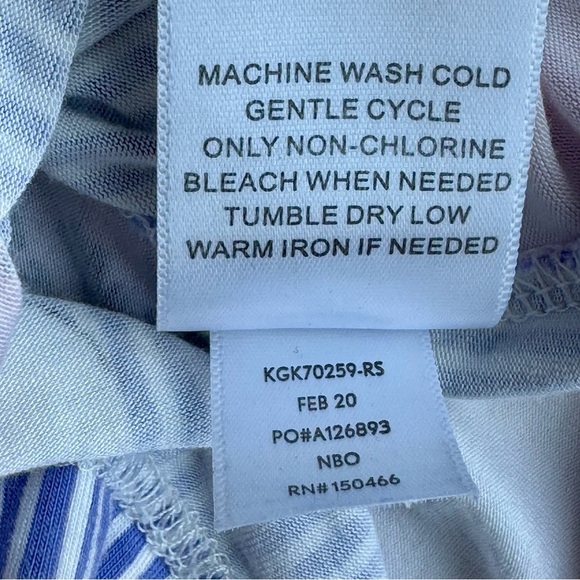 MACHINE WASH COLD
GENTLE CYCLE
ONLY NON-CHLORINE
BLEACH WHEN NEEDED
TUMBLE DRY LOW
WARM IRON IF NEEDED
KGK70259-RS
FEB 20
PO#A126893
NBO
RN#150466